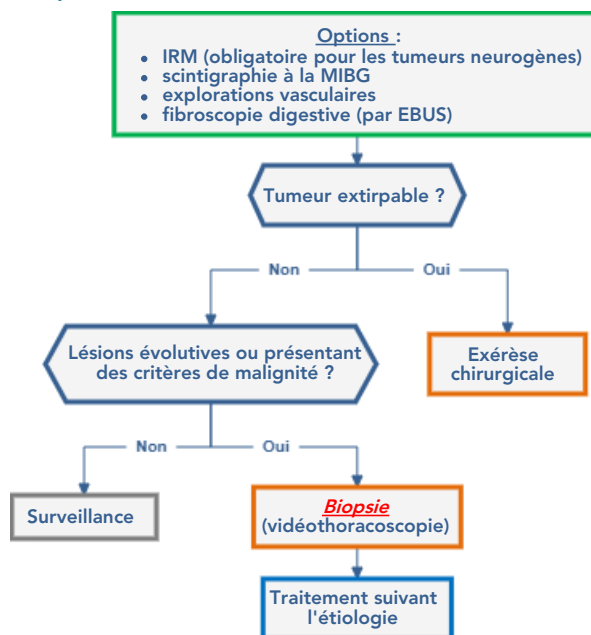 Options :
• IRM (obligatoire pour les tumeurs neurogènes)
• scintigraphie à la MIBG
• explorations vasculaires
• fibroscopie digestive (par EBUS)
Tumeur extirpable ?
Non
Oui
Lésions évolutives ou présentant
des critères de malignité ?
Exérèse
chirurgicale
Non
Oui
Surveillance
Biopsie
(vidéothoracoscopie)
Traitement suivant
l'étiologie